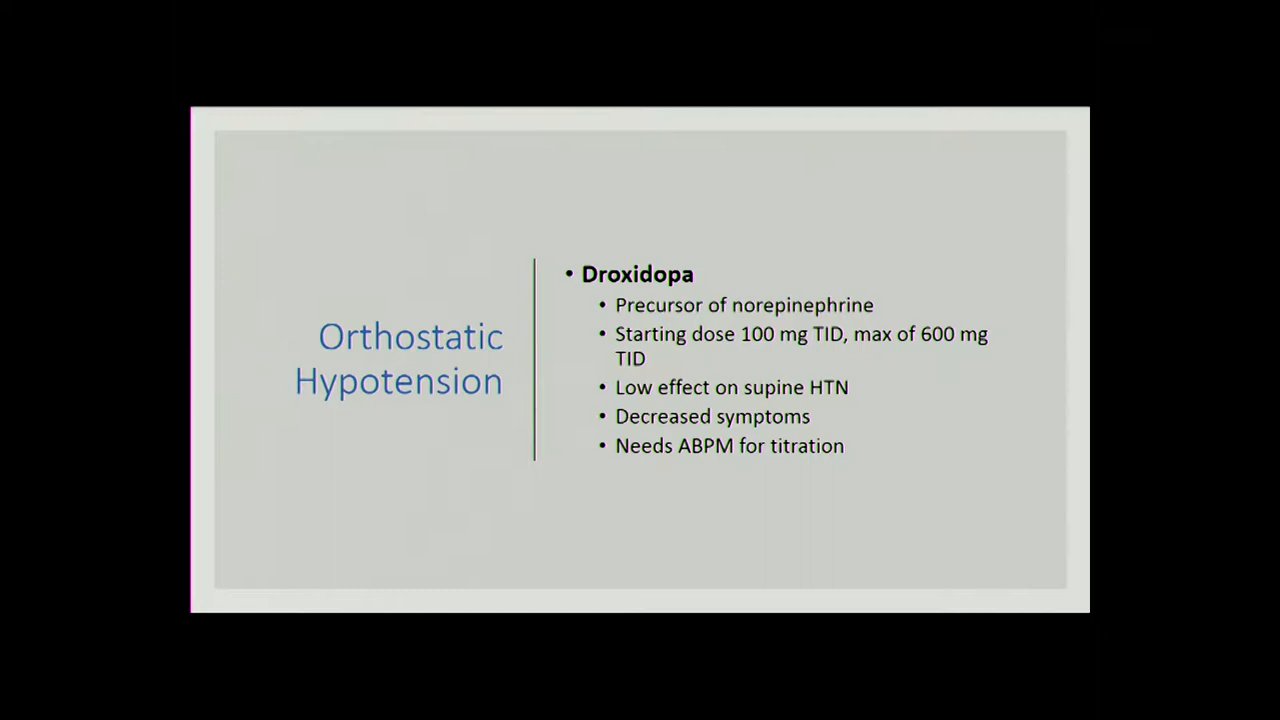 Orthostatic
Hypotension
• Droxidopa
• Precursor of norepinephrine
• Starting dose 100 mg TID, max of 600 mg
TID
• Low effect on supine HTN
• Decreased symptoms
• Needs ABPM for titration